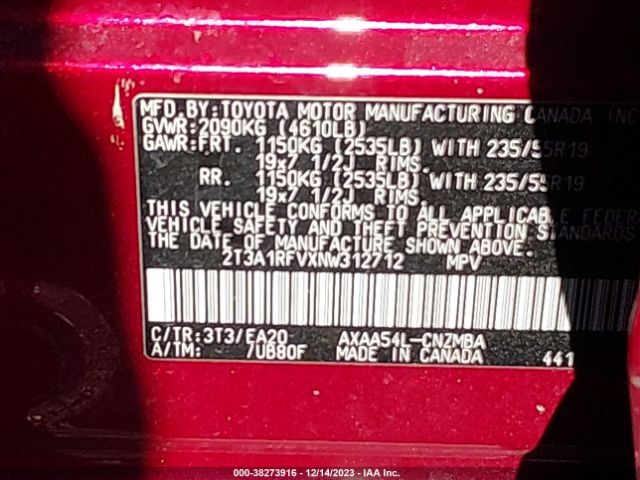 MFD. BY: TOYOTA MOTOR MANUFACTURING CANADA INC
GVWR: 2090KG (4610LB)
GAWR: FRT. 1150KG (2535LB) WITH 235/55R19
19x7 1/2J RIMS.
RR. 1150KG (2535LB) WITH 235/55R19
19x7 1/2J RIMS.
THIS VEHICLE CONFORMS TO ALL APPLICABLE FEDER
VEHICLE SAFETY AND THEFT PREVENTION STANDARDS
THE DATE OF MANUFACTURE SHOWN ABOVE.
2T3A1RFVXNW312712 MPV
C/TR: 3T3/EA20 AXAA54L-CNZMBA
A/TM: 7UB80F MADE IN CANADA 441
000-38273916 - 12/14/2023 - IAA Inc.